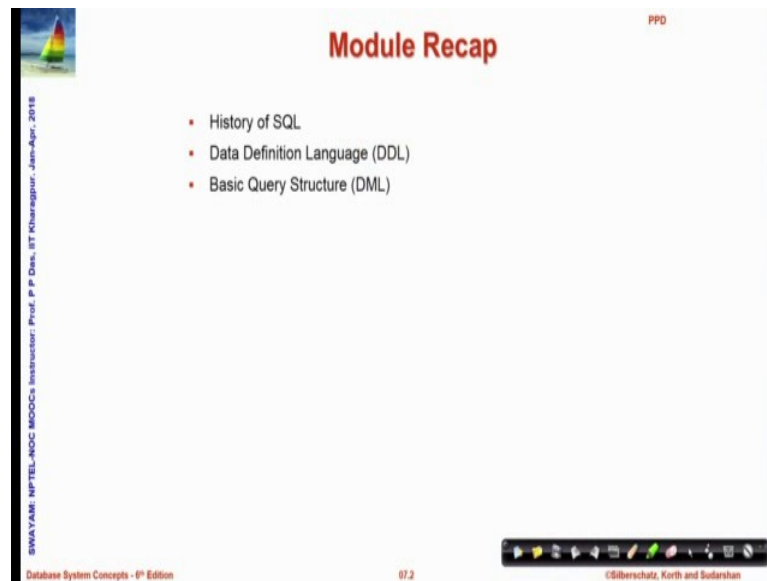 PPD
Module Recap
▪ History of SQL
▪ Data Definition Language (DDL)
▪ Basic Query Structure (DML)
SWAYAM: NPTEL-NOC MOOCs Instructor: Prof. P P Das, IIT Kharagpur. Jan-Apr, 2018
Database System Concepts - 6th Edition
07.2
©Silberschatz, Korth and Sudarshan